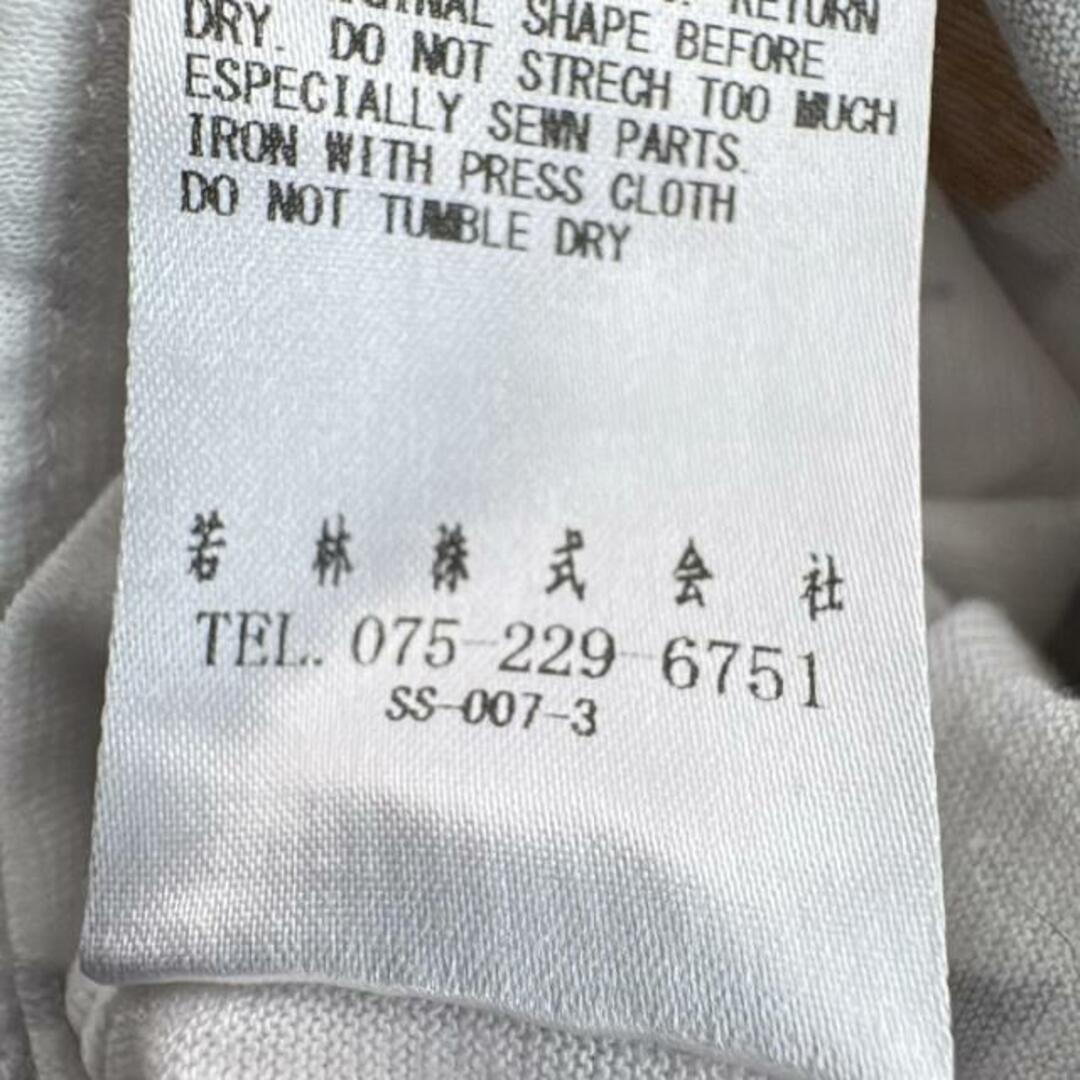 RETURN
SHAPE BEFORE
DRY. DO NOT STRECH TOO MUCH
ESPECIALLY SEWN PARTS.
IRON WITH PRESS CLOTH
DO NOT TUMBLE DRY
若林株式会社
TEL. 075-229-6751
SS-007-3